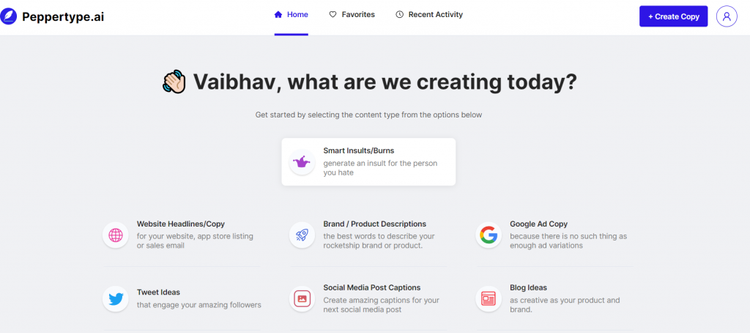 Peppertype.ai
Home
Favorites
Recent Activity
+ Create Copy
Vaibhav, what are we creating today?
Get started by selecting the content type from the options below
Smart Insults/Burns
generate an insult for the person
you hate
Website Headlines/Copy
for your website, app store listing
or sales email
Brand / Product Descriptions
the best words to describe your
rocketship brand or product.
Google Ad Copy
because there is no such thing as
enough ad variations
Tweet Ideas
that engage your amazing followers
Social Media Post Captions
Create amazing captions for your
next social media post
Blog Ideas
as creative as your product and
brand.